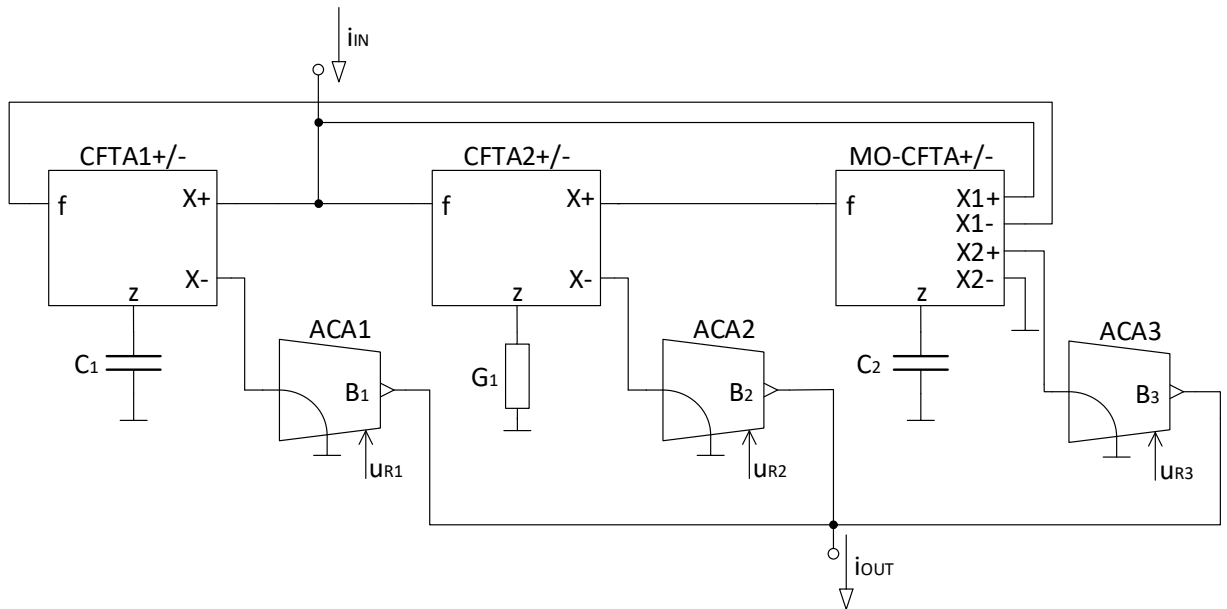 iIN
CFTA1+/-
CFTA2+/-
MO-CFTA+/-
f
X+
X-
z
f
X+
X-
z
f
X1+
X1-
X2+
X2-
z
C1
ACA1
B1
uR1
G1
ACA2
B2
uR2
C2
ACA3
B3
uR3
iOUT